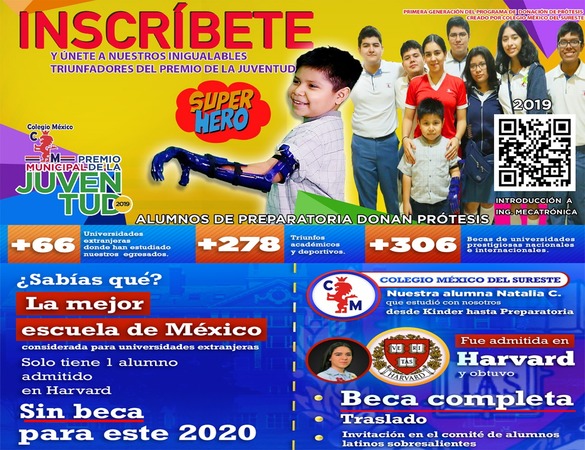 INSCRÍBETE
Y ÚNETE A NUESTROS INIGUALABLES
TRIUNFADORES DEL PREMIO DE LA JUVENTUD
PRIMERA GENERACIÓN DEL PROGRAMA DE DONACIÓN DE PRÓTESIS
CREADO POR COLEGIO MÉXICO DEL SURESTE
SUPER
HERO
2019
Colegio México
C M
PREMIO
MUNICIPAL DE LA
JUVEN
TUD
2019
INTRODUCCIÓN A
ING. MECATRÓNICA
ALUMNOS DE PREPARATORIA DONAN PRÓTESIS
+66
Universidades
extranjeras
donde han estudiado
nuestros egresados.
+278
Triunfos
académicos
y deportivos.
+306
Becas de universidades
prestigiosas nacionales
e internacionales.
¿Sabías qué?
La mejor
escuela de México
considerada para universidades extranjeras
Solo tiene 1 alumno
admitido
en Harvard
Sin beca
para este 2020
C M
COLEGIO MÉXICO DEL SURESTE
Nuestra alumna Natalia C.
que estudió con nosotros
desde Kinder hasta Preparatoria
VE RI
TAS
HARVARD
Fue admitida en
Harvard
y obtuvo
• Beca completa
• Traslado
• Invitación en el comité de alumnos
latinos sobresalientes